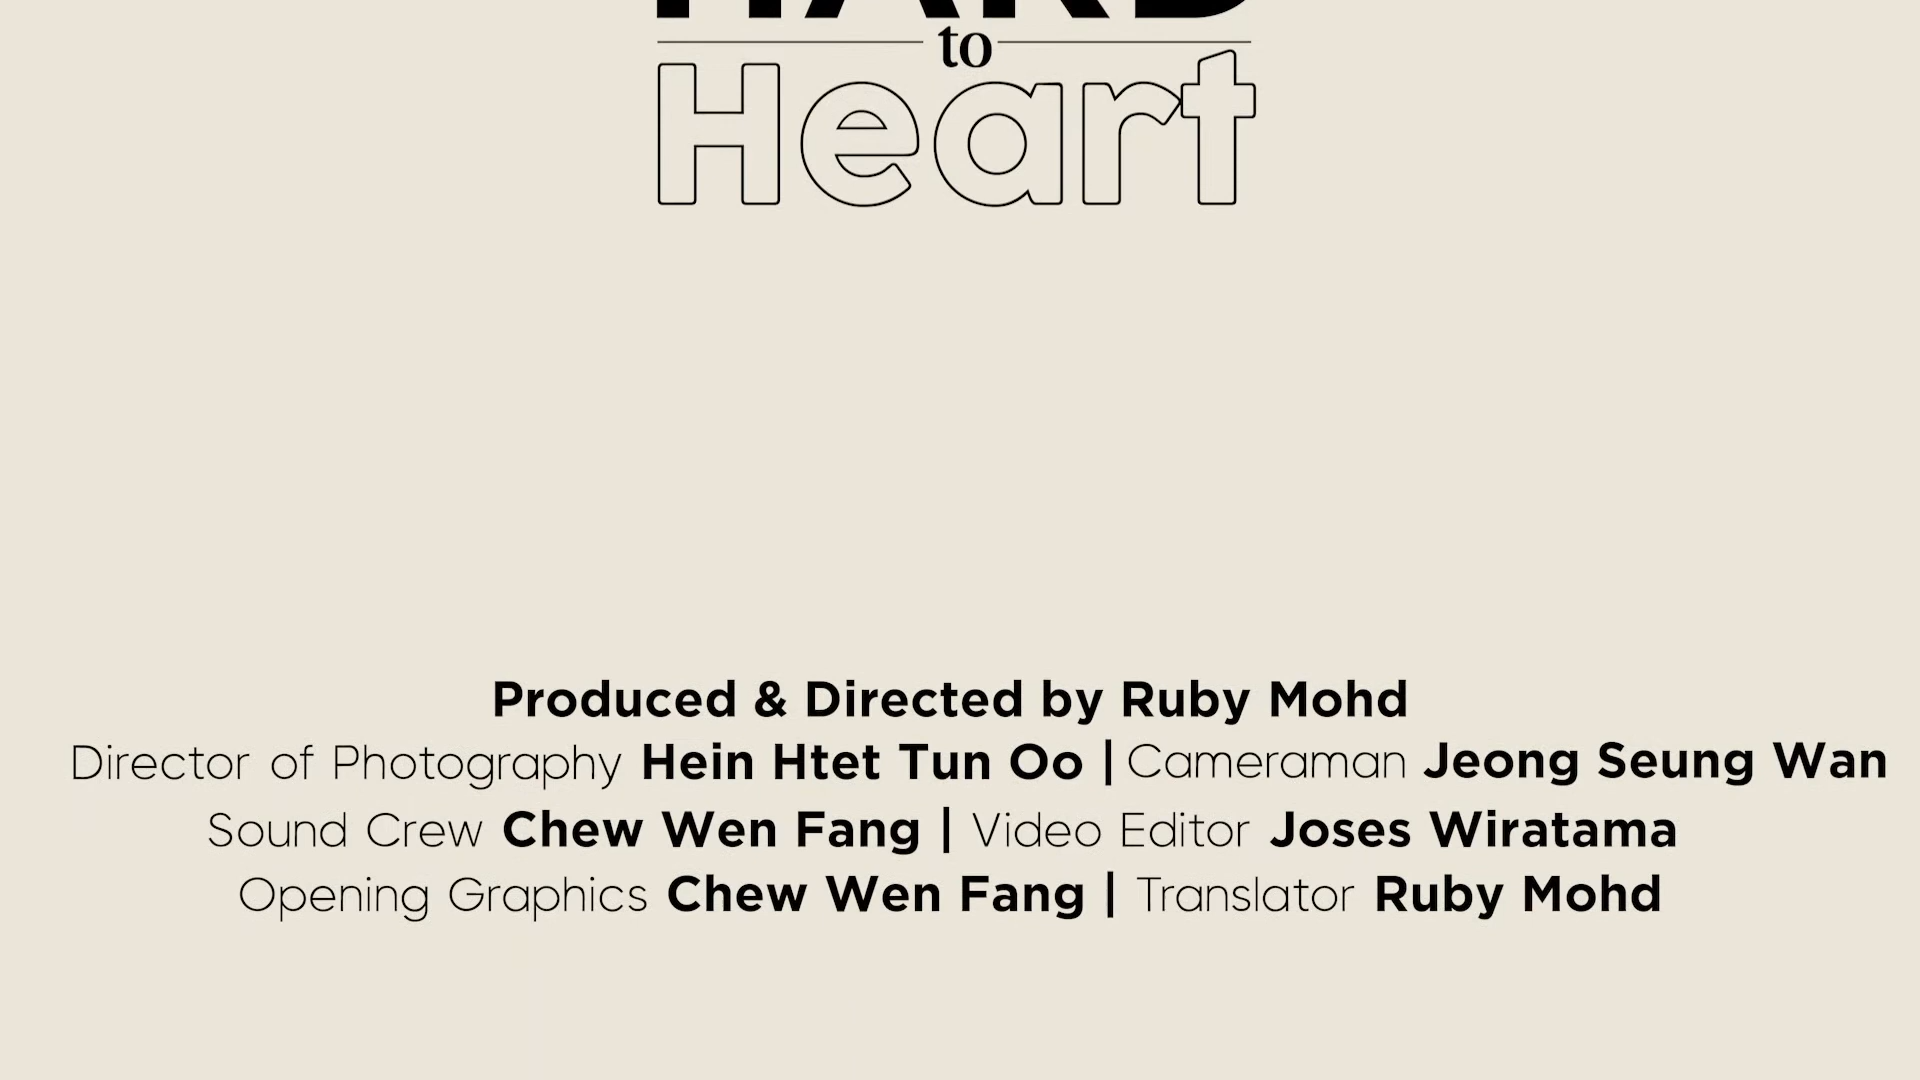 HARD
to
Heart
Produced & Directed by Ruby Mohd
Director of Photography Hein Htet Tun Oo | Cameraman Jeong Seung Wan
Sound Crew Chew Wen Fang | Video Editor Joses Wiratama
Opening Graphics Chew Wen Fang | Translator Ruby Mohd